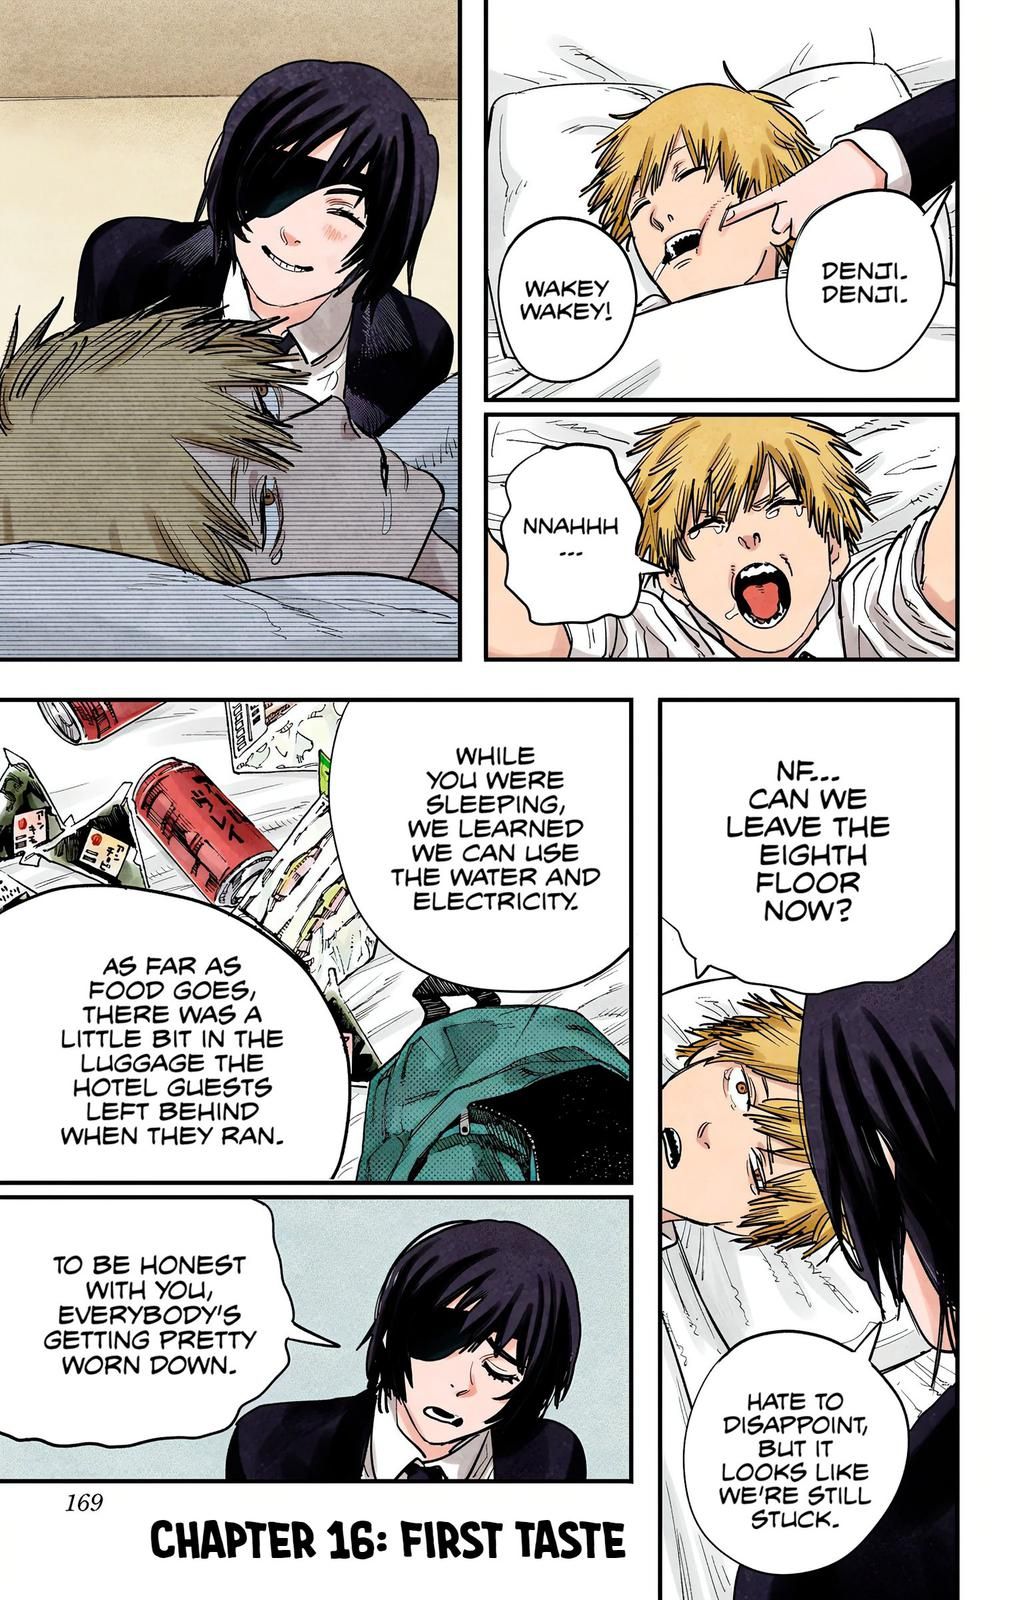 DENJI.
DENJI.
WAKEY
WAKEY!
NNAHHH
...
NF...
CAN WE
LEAVE THE
EIGHTH
FLOOR
NOW?
HATE TO
DISAPPOINT,
BUT IT
LOOKS LIKE
WE'RE STILL
STUCK.
WHILE
YOU WERE
SLEEPING,
WE LEARNED
WE CAN USE
THE WATER AND
ELECTRICITY.
AS FAR AS
FOOD GOES,
THERE WAS A
LITTLE BIT IN THE
LUGGAGE THE
HOTEL GUESTS
LEFT BEHIND
WHEN THEY RAN.
TO BE HONEST
WITH YOU,
EVERYBODY'S
GETTING PRETTY
WORN DOWN.
169
CHAPTER 16: FIRST TASTE